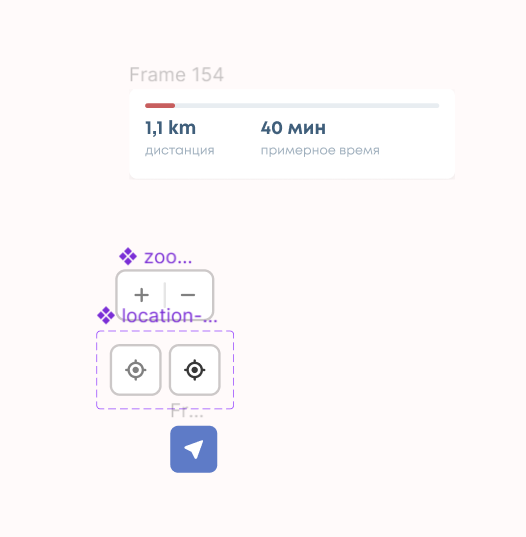 Frame 154
1,1 km
40 мин
дистанция
примерное время
zoo...
location-...
Fr...